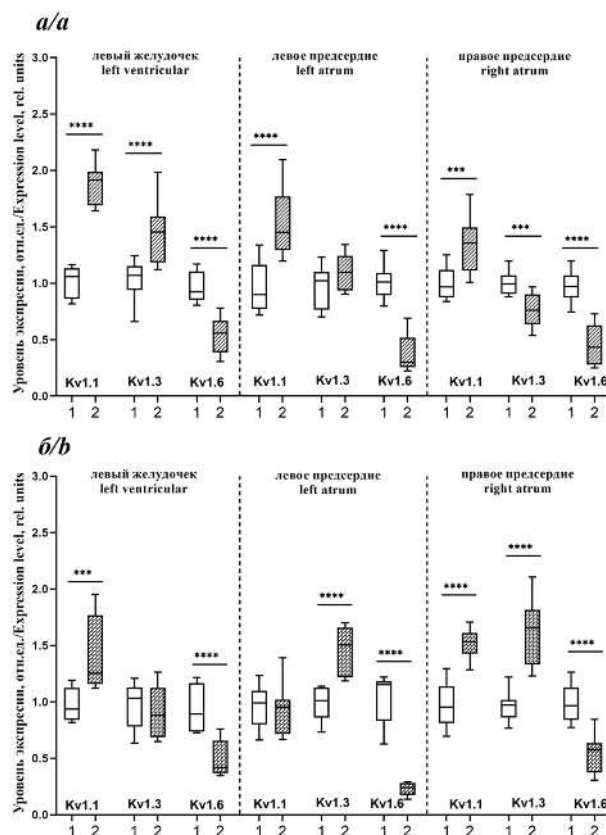 а/a
левый желудочек левое предсердие правое предсердие
left ventricular left atrum right atrum
Уровень экспресии, отн.ед./Expression level, rel. units
3.0
2.5
2.0
1.5
1.0
0.5
0.0
**** **** **** **** **** *** *** ****
Kv1.1 Kv1.3 Kv1.6 Kv1.1 Kv1.3 Kv1.6 Kv1.1 Kv1.3 Kv1.6
1 2 1 2 1 2 1 2 1 2 1 2 1 2 1 2 1 2
б/b
левый желудочек левое предсердие правое предсердие
left ventricular left atrum right atrum
Уровень экспресии, отн.ед./Expression level, rel. units
3.0
2.5
2.0
1.5
1.0
0.5
0.0
*** **** **** **** **** **** ****
Kv1.1 Kv1.3 Kv1.6 Kv1.1 Kv1.3 Kv1.6 Kv1.1 Kv1.3 Kv1.6
1 2 1 2 1 2 1 2 1 2 1 2 1 2 1 2 1 2